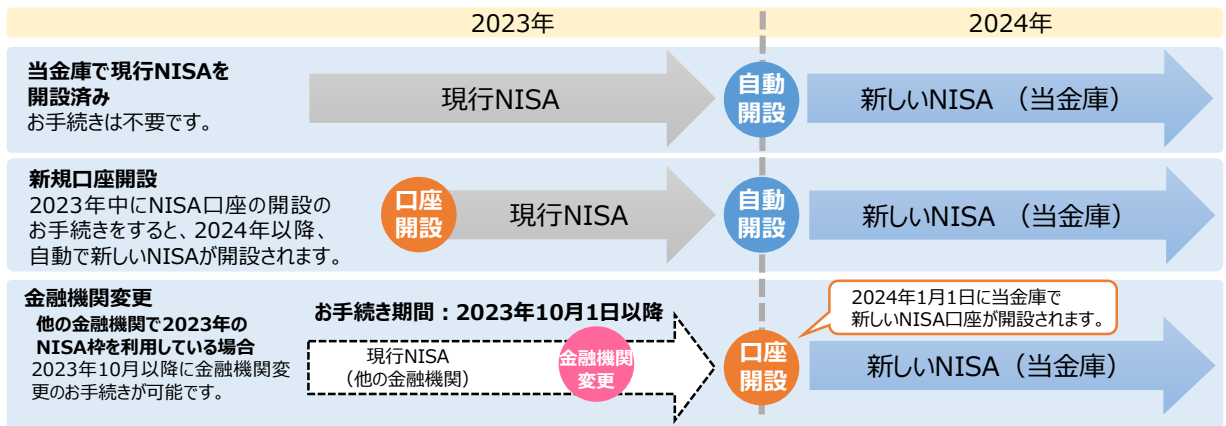 2023年
2024年
当金庫で現行NISAを
開設済み
お手続きは不要です。
現行NISA
自動
開設
新しいNISA （当金庫）
新規口座開設
2023年中にNISA口座の開設の
お手続きをすると、2024年以降、
自動で新しいNISAが開設されます。
口座
開設
現行NISA
自動
開設
新しいNISA （当金庫）
金融機関変更
他の金融機関で2023年の
NISA枠を利用している場合
2023年10月以降に金融機関変
更のお手続きが可能です。
お手続き期間：2023年10月1日以降
現行NISA
（他の金融機関）
金融機関
変更
口座
開設
2024年1月1日に当金庫で
新しいNISA口座が開設されます。
新しいNISA （当金庫）